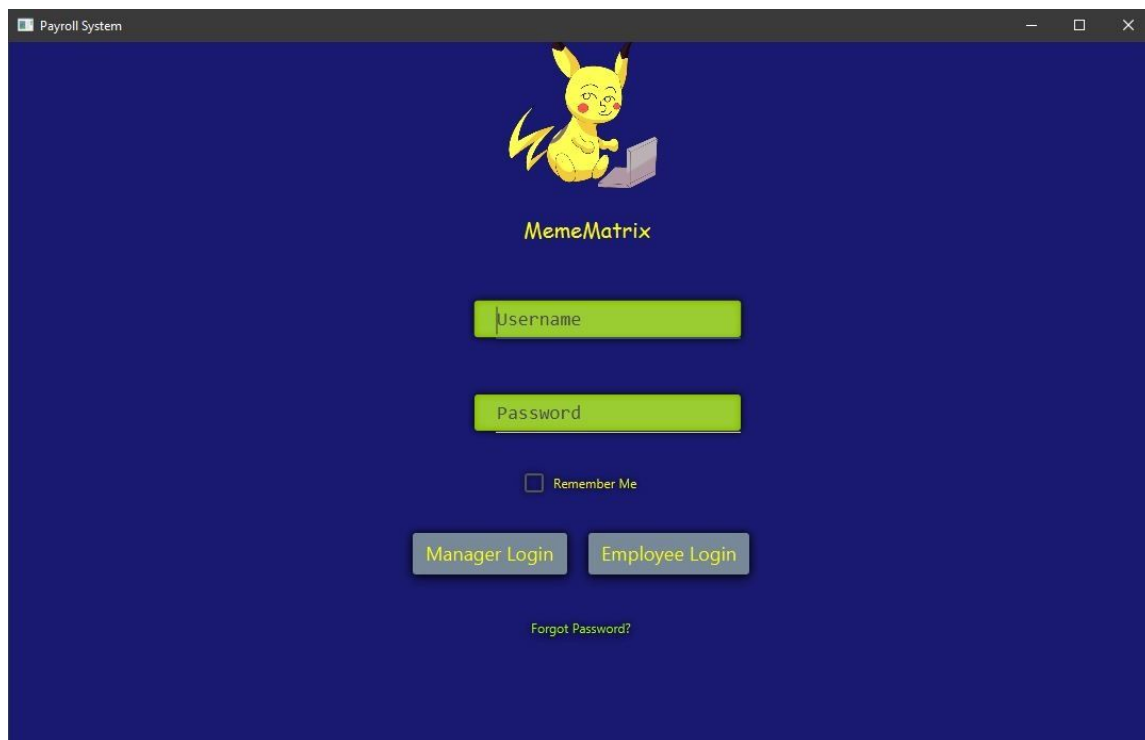 Payroll System
MemeMatrix
Username
Password
Remember Me
Manager Login Employee Login
Forgot Password?